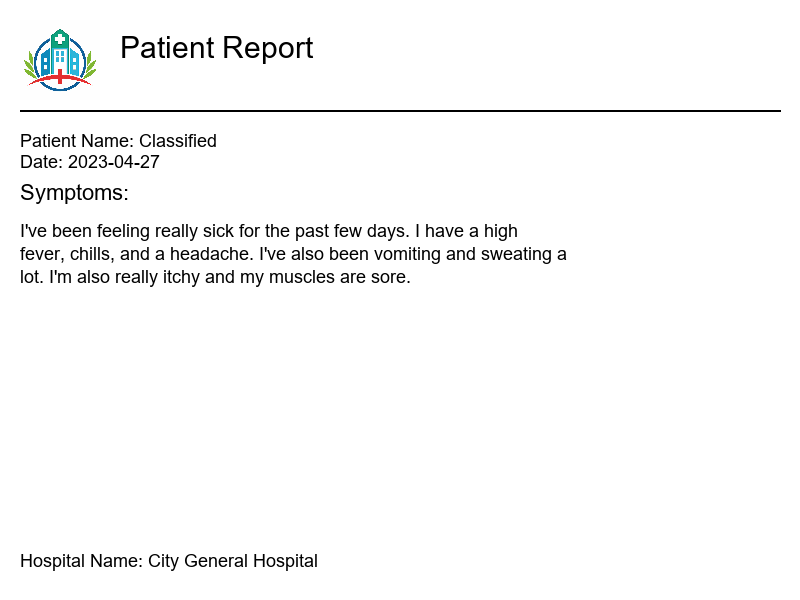 Patient Report
Patient Name: Classified
Date: 2023-04-27
Symptoms:
I've been feeling really sick for the past few days. I have a high
fever, chills, and a headache. I've also been vomiting and sweating a
lot. I'm also really itchy and my muscles are sore.
Hospital Name: City General Hospital